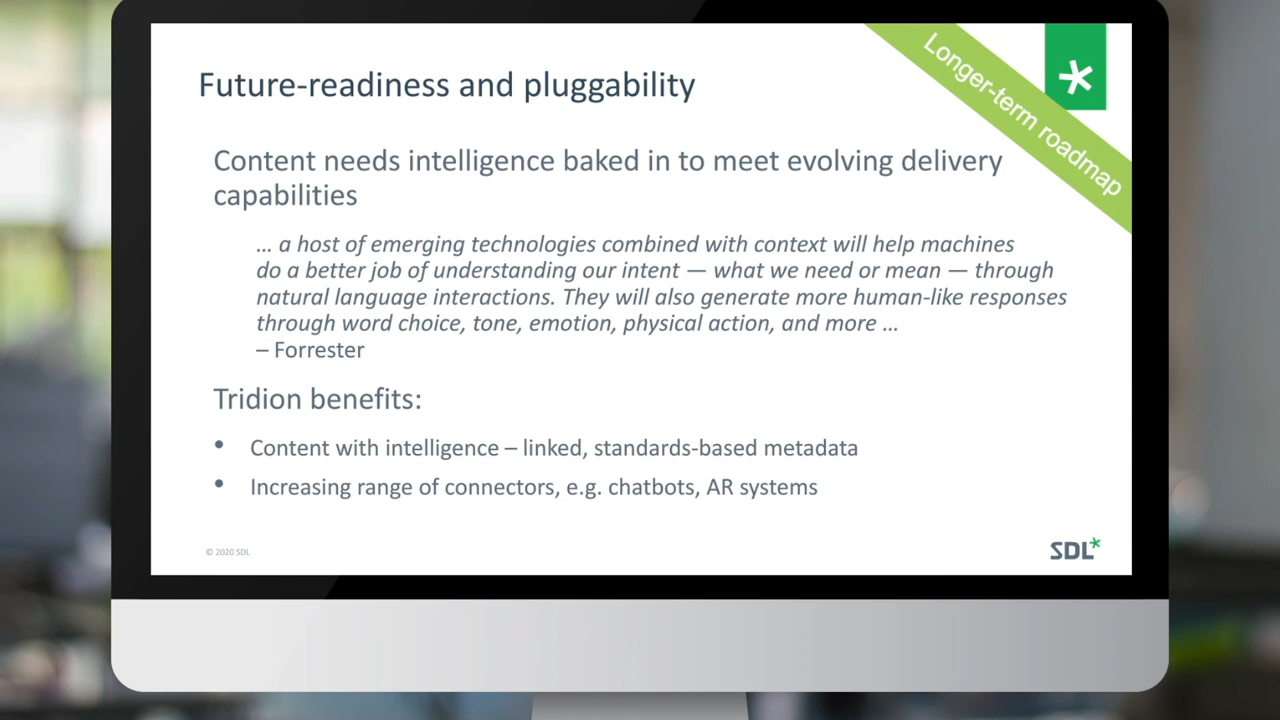 Future-readiness and pluggability
Longer-term roadmap
Content needs intelligence baked in to meet evolving delivery
capabilities
… a host of emerging technologies combined with context will help machines
do a better job of understanding our intent — what we need or mean — through
natural language interactions. They will also generate more human-like responses
through word choice, tone, emotion, physical action, and more …
– Forrester
Tridion benefits:
• Content with intelligence – linked, standards-based metadata
• Increasing range of connectors, e.g. chatbots, AR systems
© 2020 SDL
SDL*